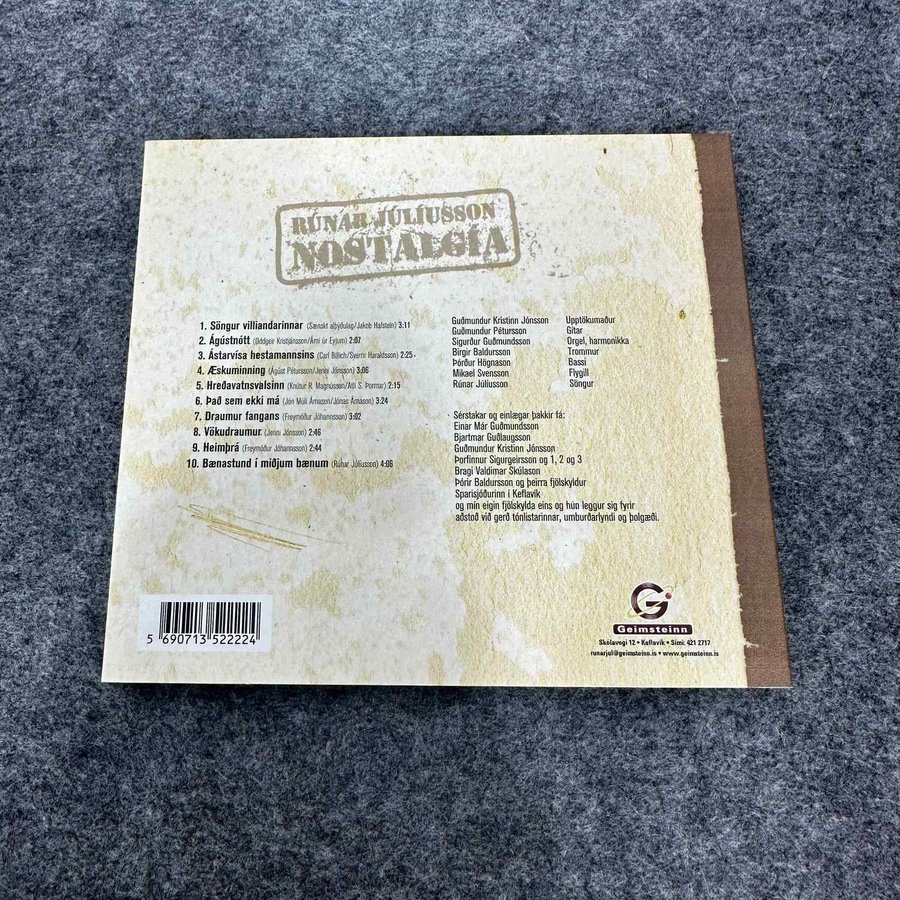 RÚNAR JÚLÍUSSON
NOSTALGÍA
1. Söngur villiandarinnar (Sænskt alþýðulag/Jakob Hafstein) 3:11
2. Ágústnótt (Oddgeir Kristjánsson/Árni úr Eyjum) 2:07
3. Ástarvísa hestamannsins (Carl Billich/Sverrir Haraldsson) 2:25
4. Æskuminning (Ágúst Pétursson/Jenni Jónsson) 3:06
5. Hreðavatnsvalsinn (Knútur R. Magnússon/Atli S. Þormar) 2:15
6. Það sem ekki má (Jón Múli Árnason/Jónas Árnason) 3:24
7. Draumur fangans (Freymóður Jóhannsson) 3:02
8. Vökudraumur (Jenni Jónsson) 2:46
9. Heimþrá (Freymóður Jóhannsson) 2:44
10. Bænastund í miðjum bænum (Rúnar Júlíusson) 4:06
Guðmundur Kristinn Jónsson Upptökumaður
Guðmundur Pétursson Gítar
Sigurður Guðmundsson Orgel, harmonikka
Birgir Baldursson Trommur
Þórður Högnason Bassi
Mikael Svensson Flygill
Rúnar Júlíusson Söngur
Sérstakar og einlægar þakkir fá:
Einar Már Guðmundsson
Bjartmar Guðlaugsson
Guðmundur Kristinn Jónsson
Þorfinnur Sigurgeirsson og 1, 2 og 3
Bragi Valdimar Skúlason
Þórir Baldursson og þeirra fjölskyldur
Sparisjóðurinn í Keflavík
og mín eigin fjölskylda eins og hún leggur sig fyrir
aðstoð við gerð tónlistarinnar, umburðarlyndi og þolgæði.
5 690713 522224
G
Geimsteinn
Skólavegi 12 • Keflavík • Sími: 421 2717
runarjul@geimsteinn.is • www.geimsteinn.is